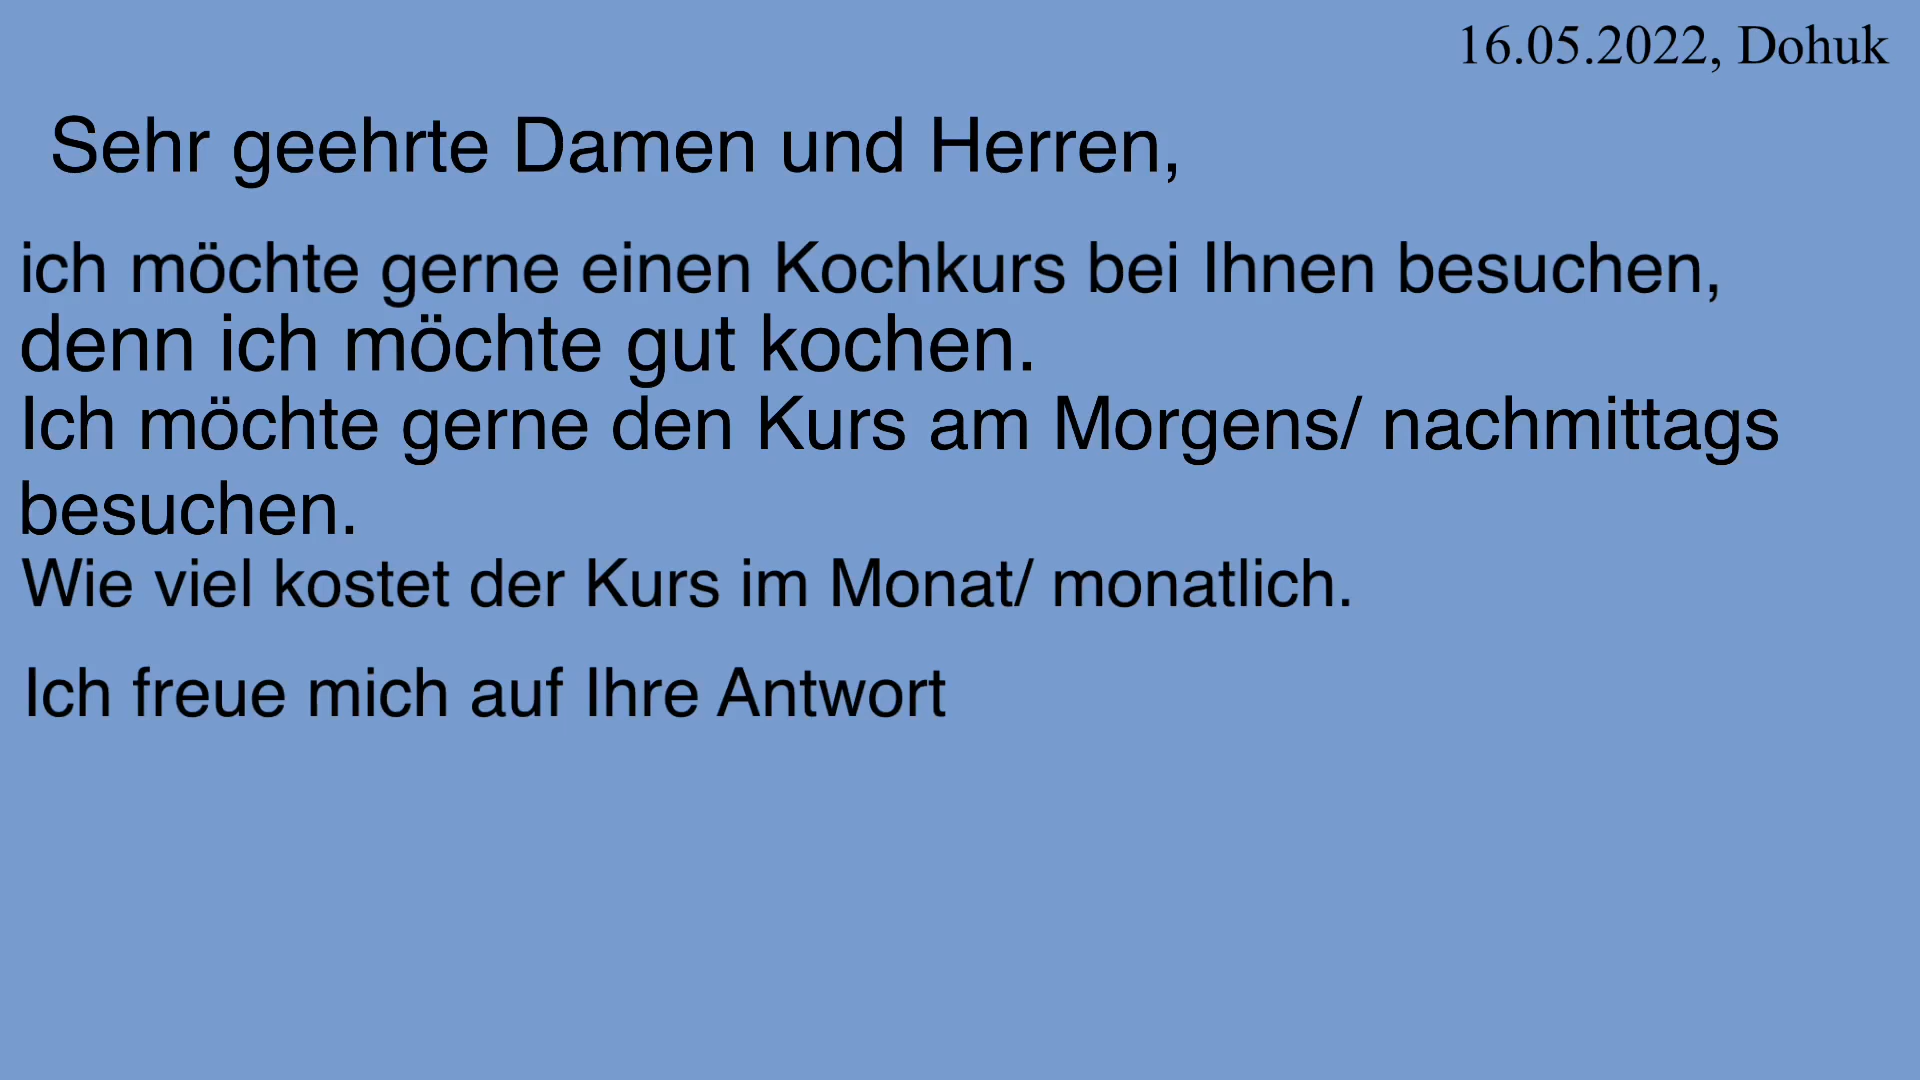 16.05.2022, Dohuk
Sehr geehrte Damen und Herren,
ich möchte gerne einen Kochkurs bei Ihnen besuchen,
denn ich möchte gut kochen.
Ich möchte gerne den Kurs am Morgens/ nachmittags
besuchen.
Wie viel kostet der Kurs im Monat/ monatlich.
Ich freue mich auf Ihre Antwort